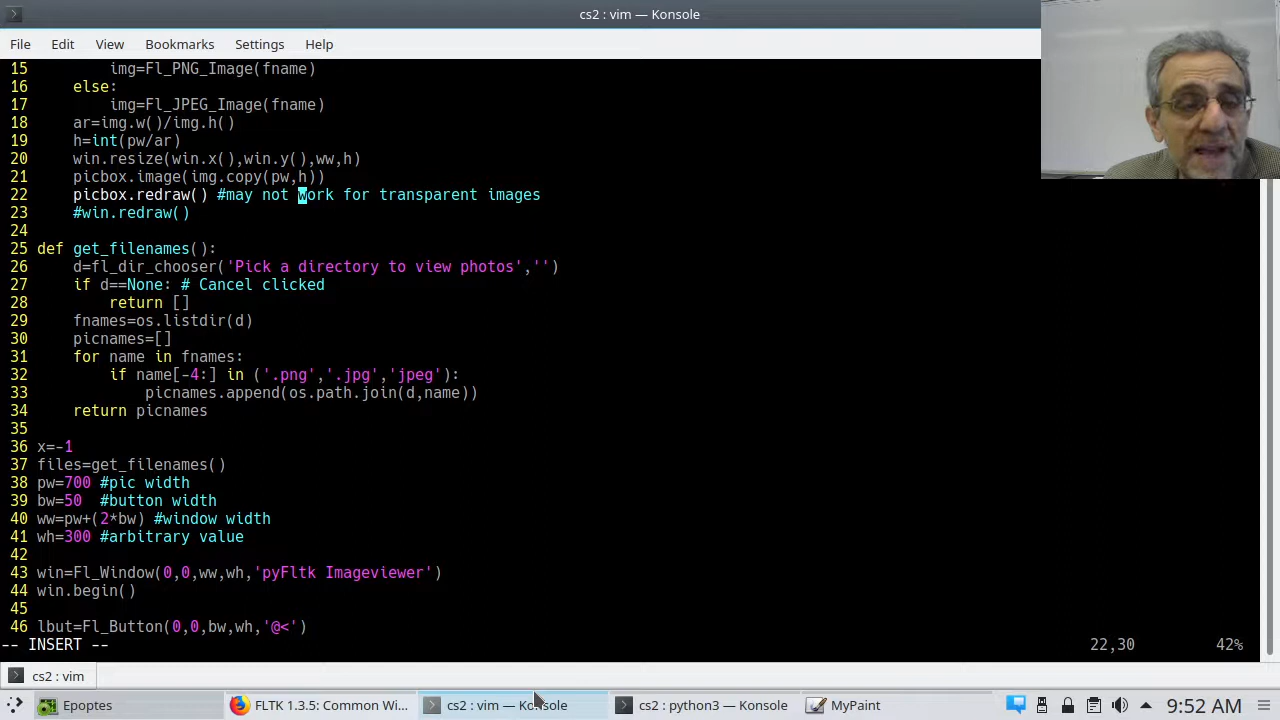 cs2 : vim — Konsole
File Edit View Bookmarks Settings Help
15 img=Fl_PNG_Image(fname)
16 else:
17 img=Fl_JPEG_Image(fname)
18 ar=img.w()/img.h()
19 h=int(pw/ar)
20 win.resize(win.x(),win.y(),ww,h)
21 picbox.image(img.copy(pw,h))
22 picbox.redraw() #may not work for transparent images
23 #win.redraw()
24
25 def get_filenames():
26 d=fl_dir_chooser('Pick a directory to view photos','')
27 if d==None: # Cancel clicked
28 return []
29 fnames=os.listdir(d)
30 picnames=[]
31 for name in fnames:
32 if name[-4:] in ('.png','.jpg','jpeg'):
33 picnames.append(os.path.join(d,name))
34 return picnames
35
36 x=-1
37 files=get_filenames()
38 pw=700 #pic width
39 bw=50  #button width
40 ww=pw+(2*bw) #window width
41 wh=300 #arbitrary value
42
43 win=Fl_Window(0,0,ww,wh,'pyFltk Imageviewer')
44 win.begin()
45
46 lbut=Fl_Button(0,0,bw,wh,'@<')
-- INSERT -- 22,30 42%
cs2 : vim
Epoptes FLTK 1.3.5: Common Wi... cs2 : vim — Konsole cs2 : python3 — Konsole MyPaint 9:52 AM